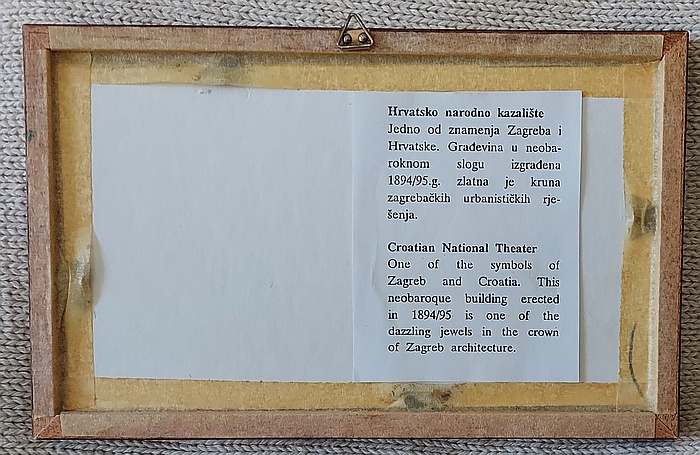 Hrvatsko narodno kazalište
Jedno od znamenja Zagreba i
Hrvatske. Građevina u neoba-
roknom slogu izgrađena
1894/95.g. zlatna je kruna
zagrebačkih urbanističkih rje-
šenja.
Croatian National Theater
One of the symbols of
Zagreb and Croatia. This
neobaroque building erected
in 1894/95 is one of the
dazzling jewels in the crown
of Zagreb architecture.